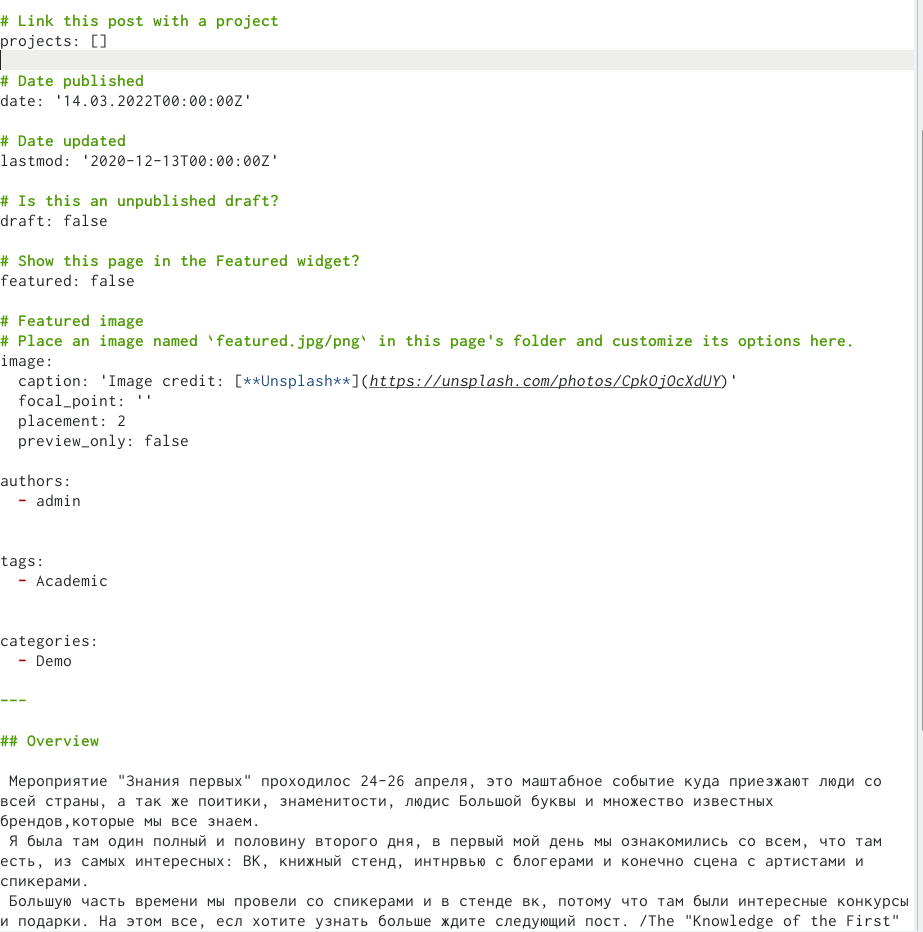 # Link this post with a project
projects: []
# Date published
date: '14.03.2022T00:00:00Z'
# Date updated
lastmod: '2020-12-13T00:00:00Z'
# Is this an unpublished draft?
draft: false
# Show this page in the Featured widget?
featured: false
# Featured image
# Place an image named `featured.jpg/png` in this page's folder and customize its options here.
image:
  caption: 'Image credit: [**Unsplash**](https://unsplash.com/photos/CpkOjOcXdUY)'
  focal_point: ''
  placement: 2
  preview_only: false
authors:
  - admin
tags:
  - Academic
categories:
  - Demo
---
## Overview
 Мероприятие "Знания первых" проходилос 24-26 апреля, это маштабное событие куда приезжают люди со
всей страны, а так же поитики, знаменитости, людис Большой буквы и множество известных
брендов,которые мы все знаем.
 Я была там один полный и половину второго дня, в первый мой день мы ознакомились со всем, что там
есть, из самых интересных: ВК, книжный стенд, интнрвью с блогерами и конечно сцена с артистами и
спикерами.
 Большую часть времени мы провели со спикерами и в стенде вк, потому что там были интересные конкурсы
и подарки. На этом все, есл хотите узнать больше ждите следующий пост. /The "Knowledge of the First"